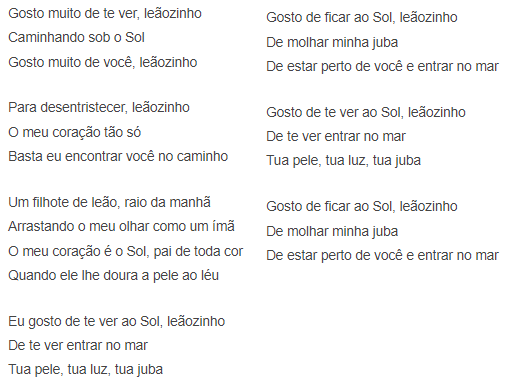 Gosto muito de te ver, leãozinho
Caminhando sob o Sol
Gosto muito de você, leãozinho

Para desentristecer, leãozinho
O meu coração tão só
Basta eu encontrar você no caminho

Um filhote de leão, raio da manhã
Arrastando o meu olhar como um ímã
O meu coração é o Sol, pai de toda cor
Quando ele lhe doura a pele ao léu

Eu gosto de te ver ao Sol, leãozinho
De te ver entrar no mar
Tua pele, tua luz, tua juba

Gosto de ficar ao Sol, leãozinho
De molhar minha juba
De estar perto de você e entrar no mar

Gosto de te ver ao Sol, leãozinho
De te ver entrar no mar
Tua pele, tua luz, tua juba

Gosto de ficar ao Sol, leãozinho
De molhar minha juba
De estar perto de você e entrar no mar